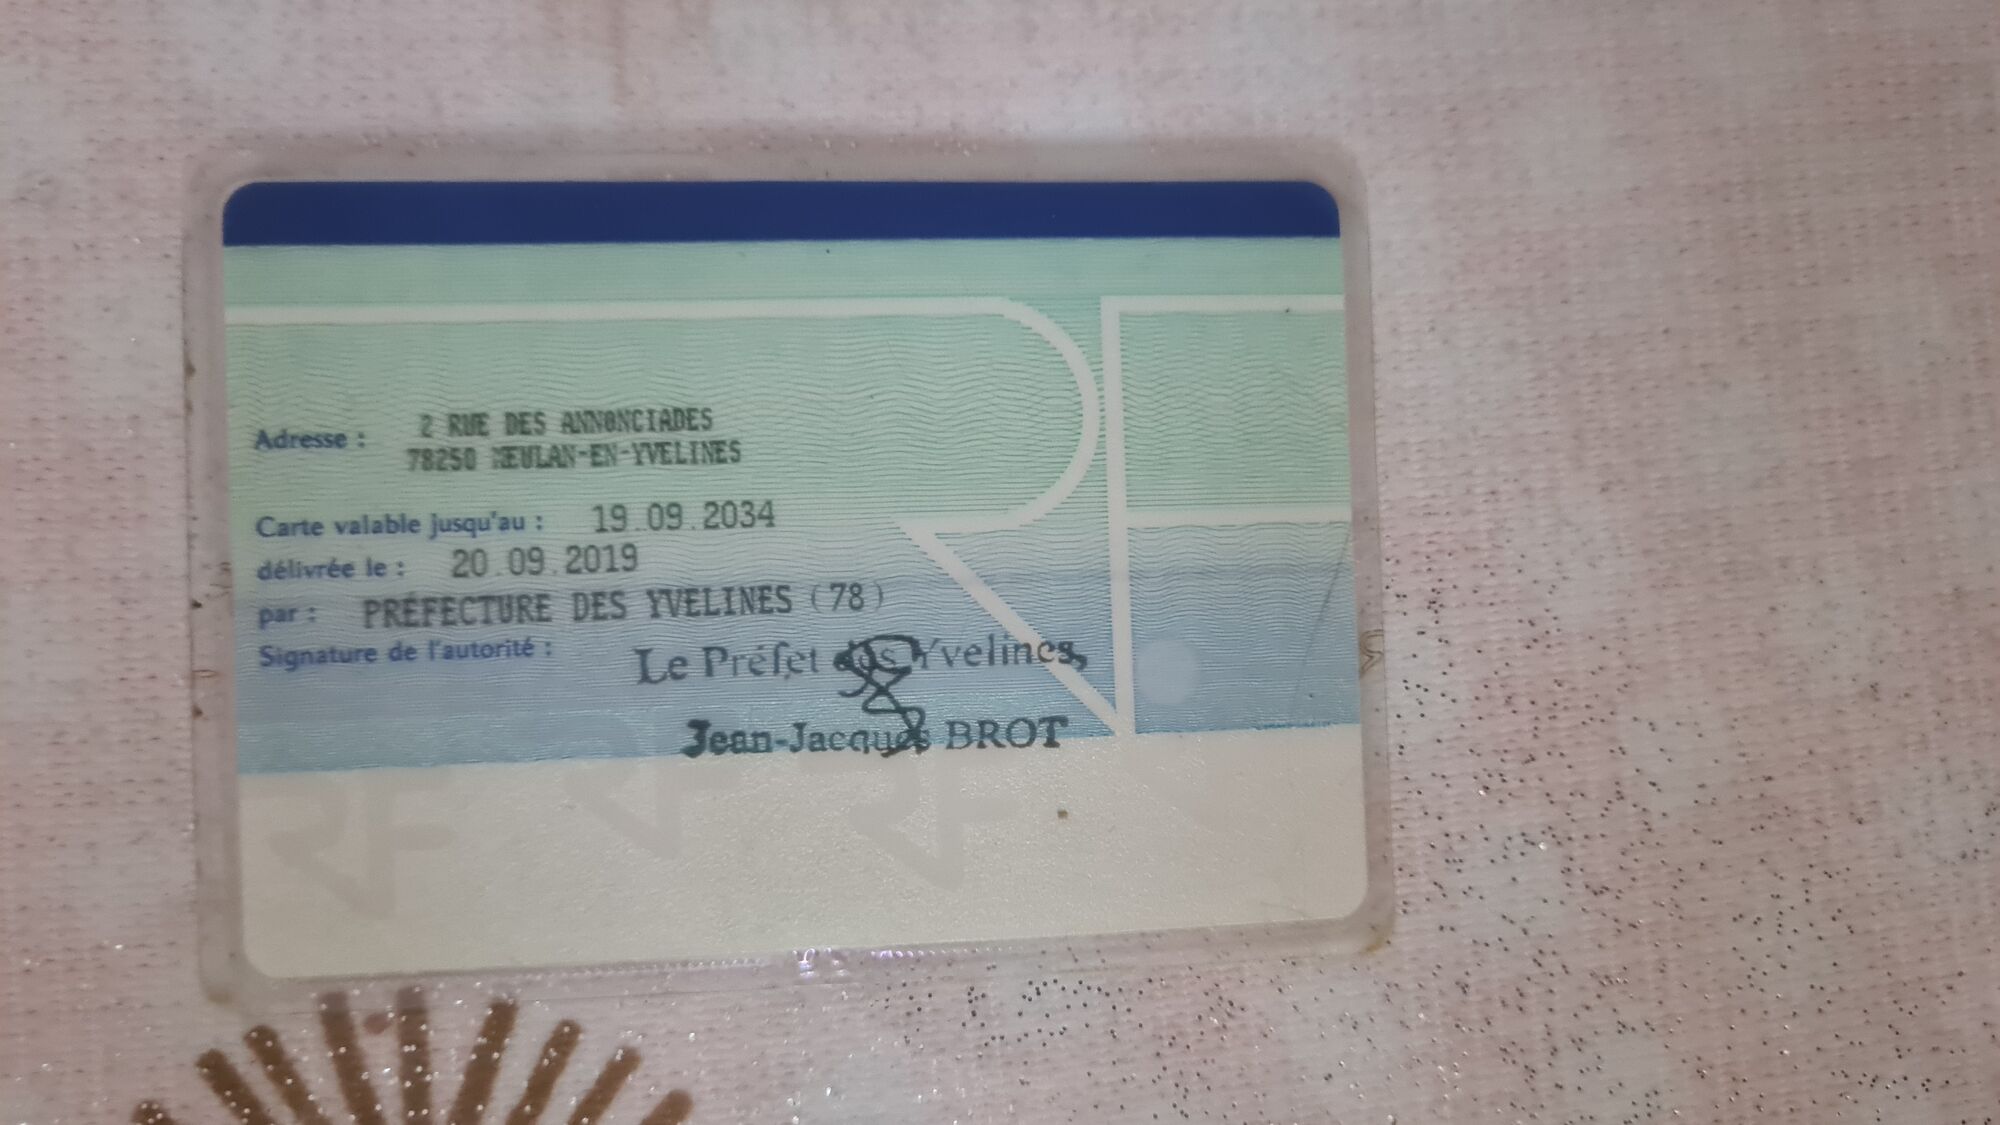 Adresse : 2 RUE DES ANNONCIADES
78250 MEULAN-EN-YVELINES
Carte valable jusqu'au : 19.09.2034
délivrée le : 20.09.2019
par : PRÉFECTURE DES YVELINES (78)
Signature de l'autorité :
Le Préfet des Yvelines,
Jean-Jacques BROT
RF